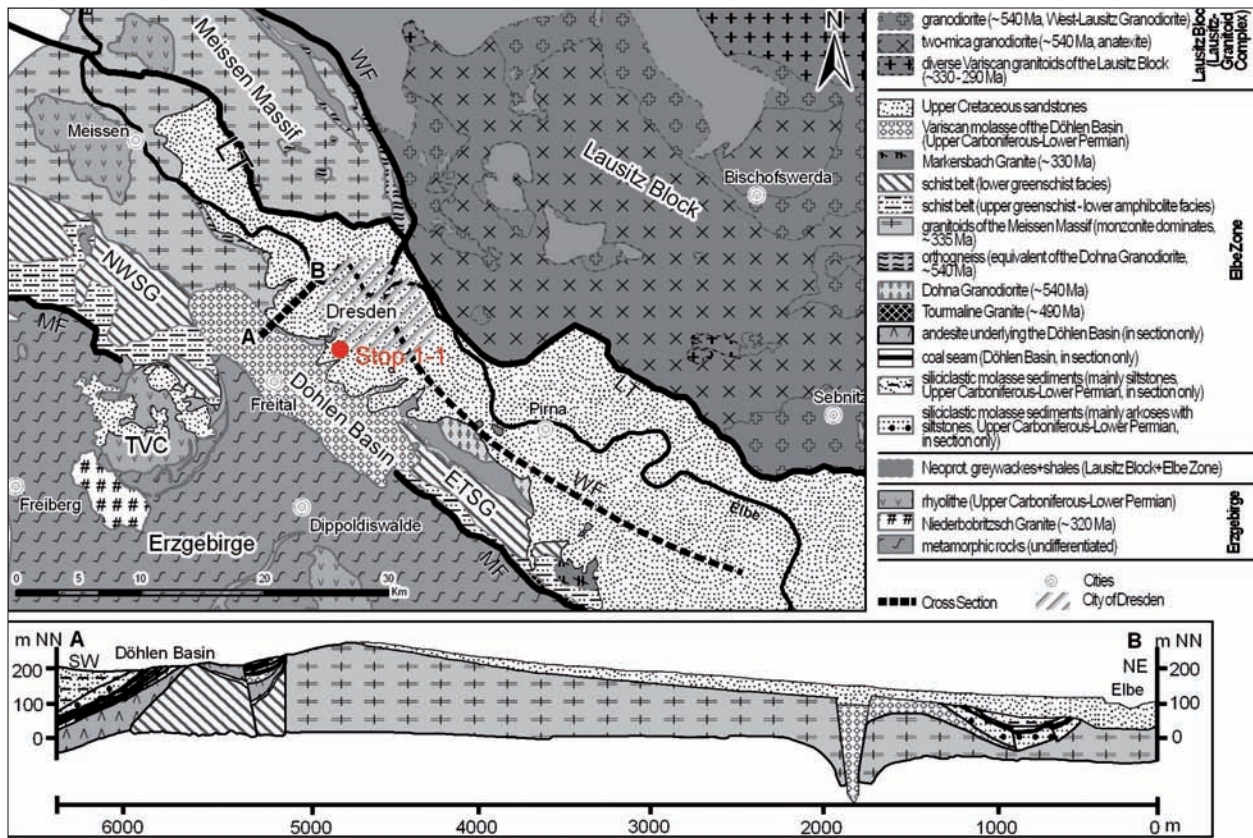 Meissen Massif
WF
N
Meissen
LT
Lausitz Block
Bischofswerda
NWSG
B
A
Dresden
MF
Stop 1-1
Döhlen Basin
Freital
TVC
Pirna
LT
Sebnitz
Freiberg
ETSG
WF
Elbe
Dippoldiswalde
Erzgebirge
MF
0 5 10 20 30
Km
granodiorite (~540 Ma, West-Lausitz Granodiorite)
two-mica granodiorite (~540 Ma, anatexite)
diverse Variscan granitoids of the Lausitz Block
(~330 - 290 Ma)
Lausitz Bloc
(Lausitz-
Granitoid
Complex)
Upper Cretaceous sandstones
Variscan molasse of the Döhlen Basin
(Upper Carboniferous-Lower Permian)
Markersbach Granite (~330 Ma)
schist belt (lower greenschist facies)
schist belt (upper greenschist - lower amphibolite facies)
granitoids of the Meissen Massif (monzonite dominates,
~335 Ma)
orthogneiss (equivalent of the Dohna Granodiorite,
~540 Ma)
Dohna Granodiorite (~540 Ma)
Tourmaline Granite (~490 Ma)
andesite underlying the Döhlen Basin (in section only)
coal seam (Döhlen Basin, in section only)
siliciclastic molasse sediments (mainly siltstones,
Upper Carboniferous-Lower Permian, in section only)
siliciclastic molasse sediments (mainly arkoses with
siltstones, Upper Carboniferous-Lower Permian,
in section only)
Elbe Zone
Neoprot. greywackes+shales (Lausitz Block+Elbe Zone)
rhyolithe (Upper Carboniferous-Lower Permian)
Niederbobritzsch Granite (~320 Ma)
metamorphic rocks (undifferentiated)
Erzgebirge
Cities
Cross Section
City of Dresden
m NN A
SW Döhlen Basin
200
100
0
B m NN
NE
200
Elbe
100
0
6000 5000 4000 3000 2000 1000 0 m